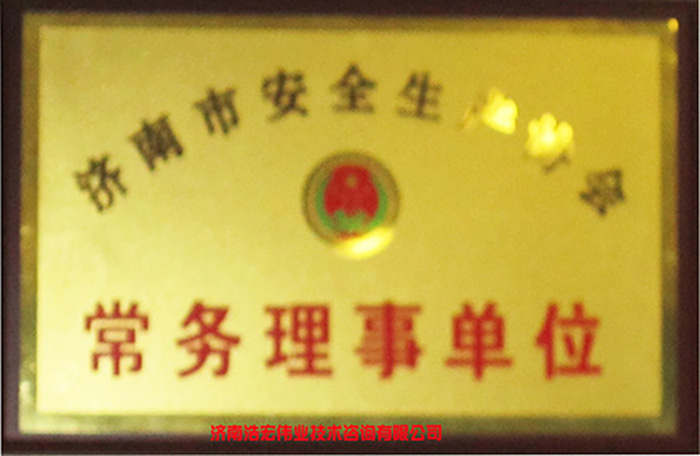 济南市安全生
会
常务理事单位
济南浩宏伟业技术咨询有限公司